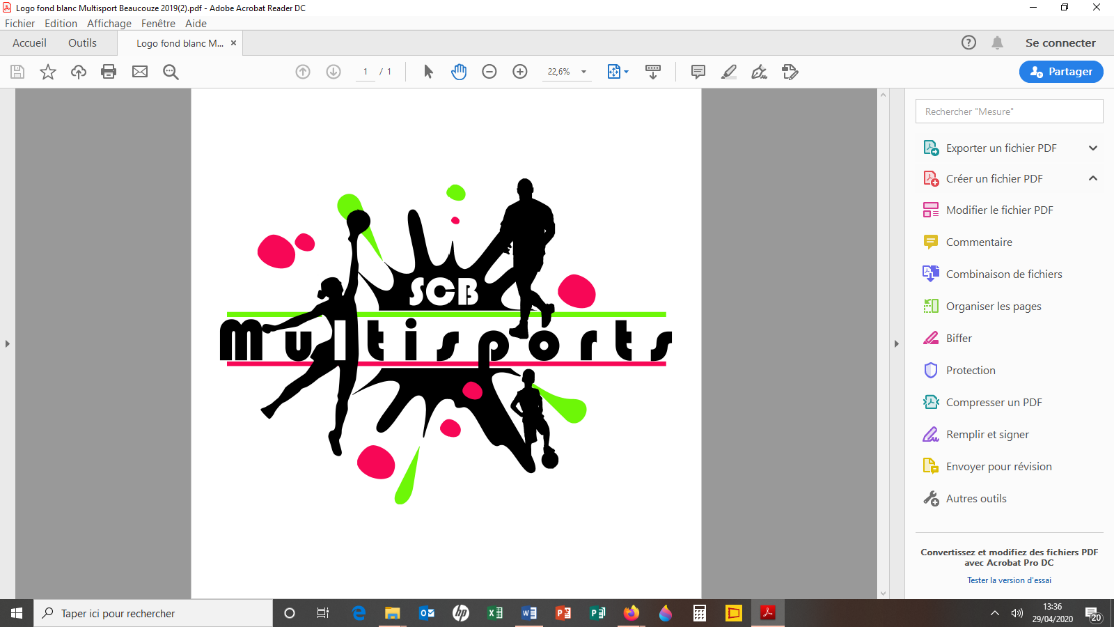 Logo fond blanc Multisport Beaucouze 2019(2).pdf - Adobe Acrobat Reader DC
Fichier Edition Affichage Fenêtre Aide
Accueil Outils Logo fond blanc M... × Se connecter
1 / 1 22,6% Partager
Rechercher "Mesure"
Exporter un fichier PDF
Créer un fichier PDF
Modifier le fichier PDF
Commentaire
Combinaison de fichiers
Organiser les pages
Biffer
Protection
Compresser un PDF
Remplir et signer
Envoyer pour révision
Autres outils
Convertissez et modifiez des fichiers PDF
avec Acrobat Pro DC
Tester la version d'essai
SCB
Multisports
Taper ici pour rechercher
13:36
29/04/2020
20